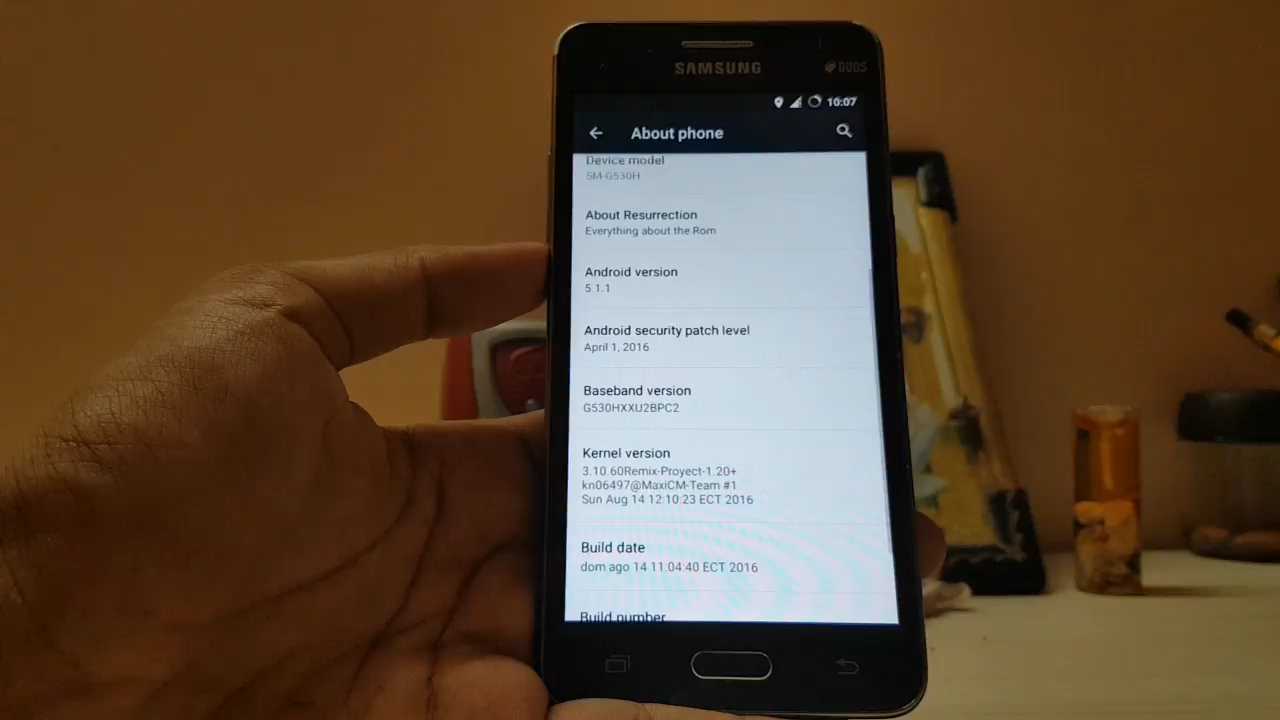 SAMSUNG
DUOS
10:07
About phone
Device model
SM-G530H
About Resurrection
Everything about the Rom
Android version
5.1.1
Android security patch level
April 1, 2016
Baseband version
G530HXXU2BPC2
Kernel version
3.10.60Remix-Proyect-1.20+
kn06497@MaxiCM-Team #1
Sun Aug 14 12:10:23 ECT 2016
Build date
dom ago 14 11:04:40 ECT 2016
Build number